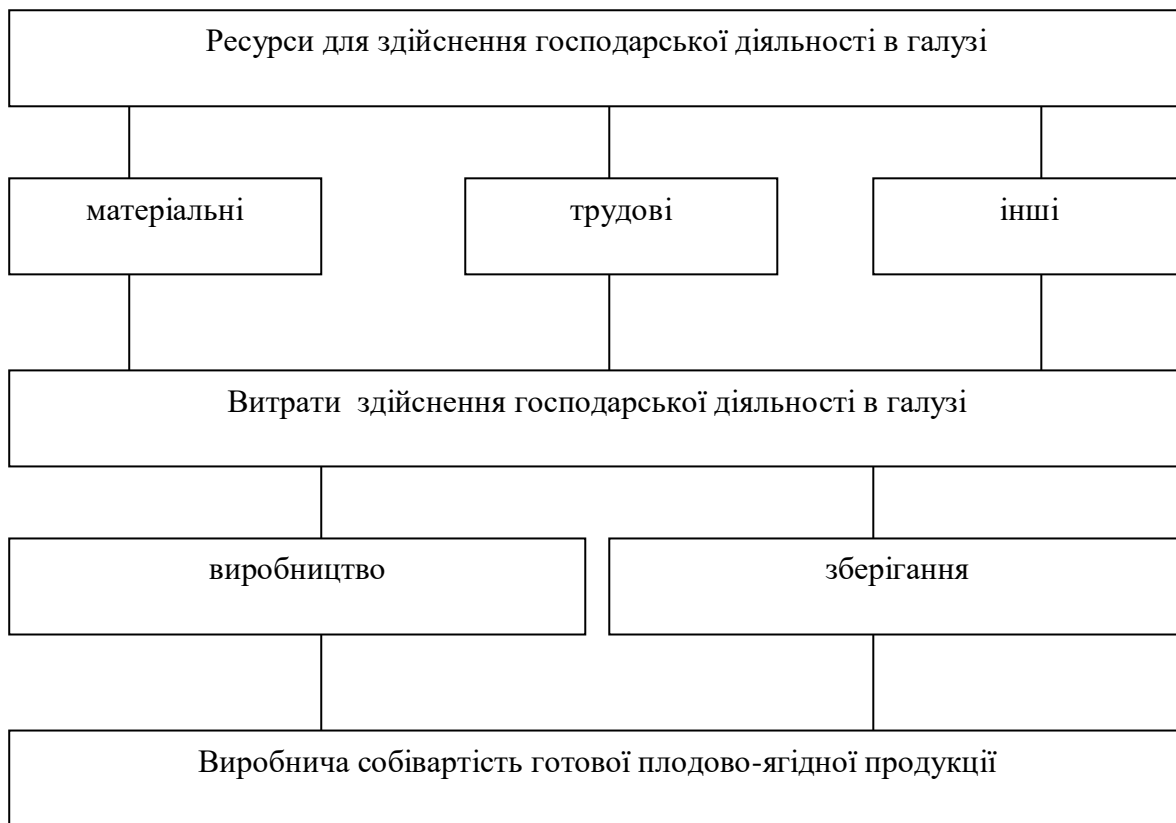 Ресурси для здійснення господарської діяльності в галузі
матеріальні
трудові
інші
Витрати  здійснення господарської діяльності в галузі
виробництво
зберігання
Виробнича собівартість готової плодово-ягідної продукції